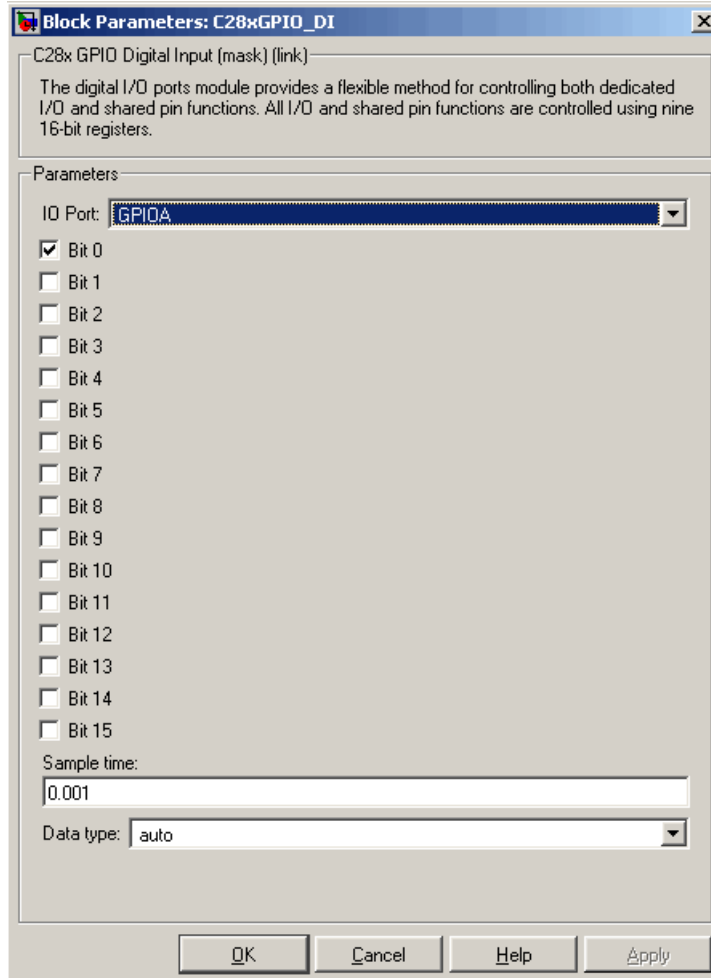 Block Parameters: C28xGPIO_DI
C28x GPIO Digital Input (mask) (link)
The digital I/O ports module provides a flexible method for controlling both dedicated
I/O and shared pin functions. All I/O and shared pin functions are controlled using nine
16-bit registers.
Parameters
IO Port: GPIOA
Bit 0
Bit 1
Bit 2
Bit 3
Bit 4
Bit 5
Bit 6
Bit 7
Bit 8
Bit 9
Bit 10
Bit 11
Bit 12
Bit 13
Bit 14
Bit 15
Sample time:
0.001
Data type: auto
OK Cancel Help Apply